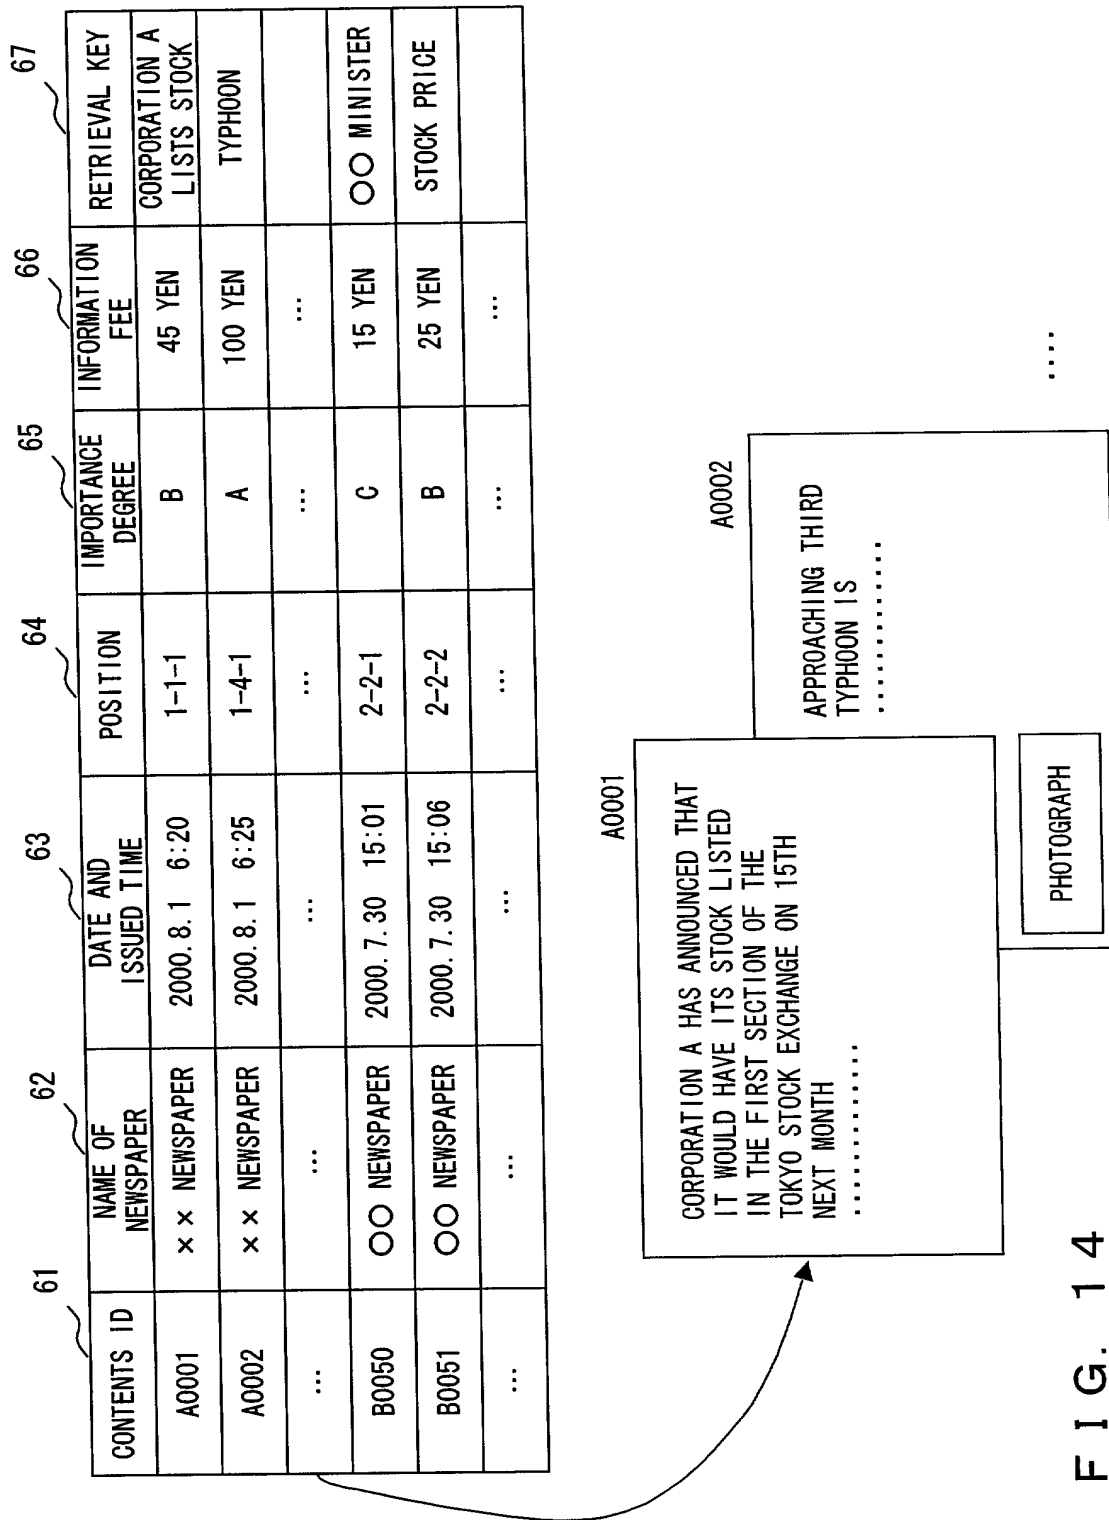 61 62 63 64 65 66 67
CONTENTS ID
NAME OF
NEWSPAPER
DATE AND
ISSUED TIME
POSITION
IMPORTANCE
DEGREE
INFORMATION
FEE
RETRIEVAL KEY
A0001 ×× NEWSPAPER 2000.8.1 6:20 1-1-1 B 45 YEN CORPORATION A
LISTS STOCK
A0002 ×× NEWSPAPER 2000.8.1 6:25 1-4-1 A 100 YEN TYPHOON
... ... ... ... ... ...
B0050 ○○ NEWSPAPER 2000.7.30 15:01 2-2-1 C 15 YEN ○○ MINISTER
B0051 ○○ NEWSPAPER 2000.7.30 15:06 2-2-2 B 25 YEN STOCK PRICE
... ... ... ... ... ...
A0001
CORPORATION A HAS ANNOUNCED THAT
IT WOULD HAVE ITS STOCK LISTED
IN THE FIRST SECTION OF THE
TOKYO STOCK EXCHANGE ON 15TH
NEXT MONTH
............
A0002
APPROACHING THIRD
TYPHOON IS
............
PHOTOGRAPH
....
FIG. 14